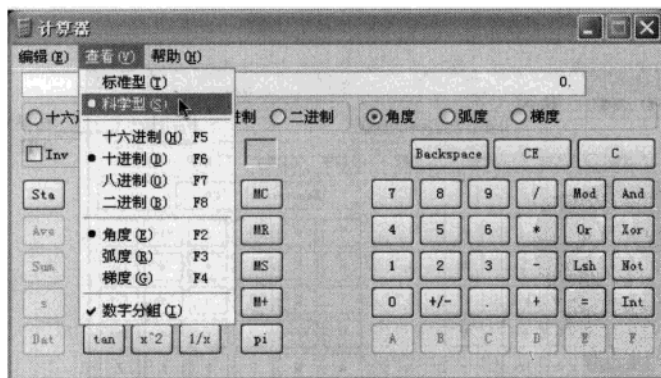 计算器
编辑(E) 查看(V) 帮助(H)
0.
标准型(T)
科学型(S)
十六进制(H) F5
十进制(D) F6
八进制(O) F7
二进制(B) F8
角度(E) F2
弧度(R) F3
梯度(G) F4
数字分组(I)
十六 制 二进制 角度 弧度 梯度
Inv Backspace CE C
Sta MC 7 8 9 / Mod And
Ave MR 4 5 6 * Or Xor
Sum MS 1 2 3 - Lsh Not
s M+ 0 +/- . + = Int
Dat tan x^2 1/x pi A B C D E F